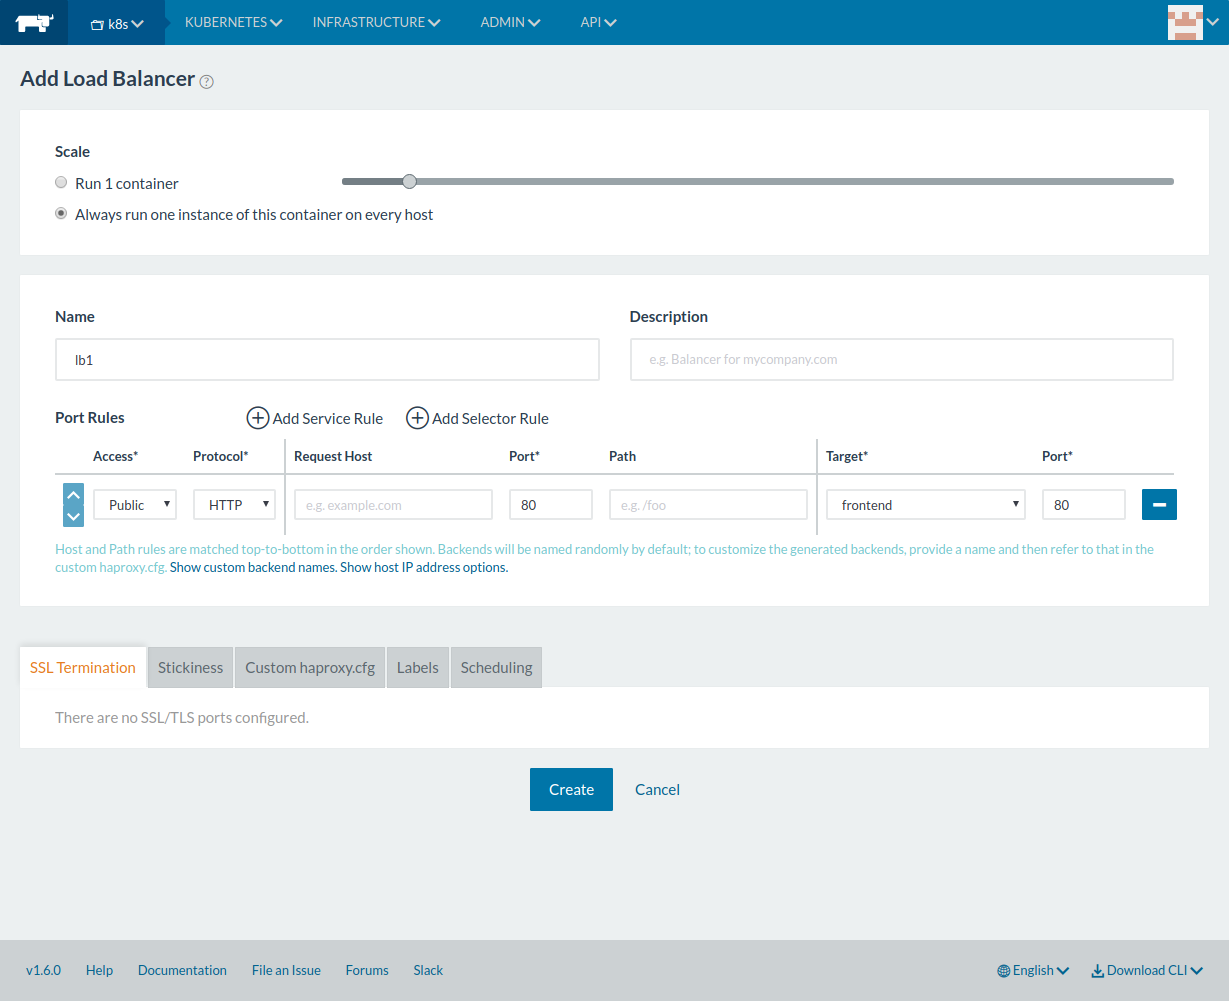 k8s KUBERNETES INFRASTRUCTURE ADMIN API
Add Load Balancer ?
Scale
Run 1 container
Always run one instance of this container on every host
Name Description
lb1 e.g. Balancer for mycompany.com
Port Rules Add Service Rule Add Selector Rule
Access* Protocol* Request Host Port* Path Target* Port*
Public HTTP e.g. example.com 80 e.g. /foo frontend 80
Host and Path rules are matched top-to-bottom in the order shown. Backends will be named randomly by default; to customize the generated backends, provide a name and then refer to that in the
custom haproxy.cfg. Show custom backend names. Show host IP address options.
SSL Termination Stickiness Custom haproxy.cfg Labels Scheduling
There are no SSL/TLS ports configured.
Create Cancel
v1.6.0 Help Documentation File an Issue Forums Slack English Download CLI